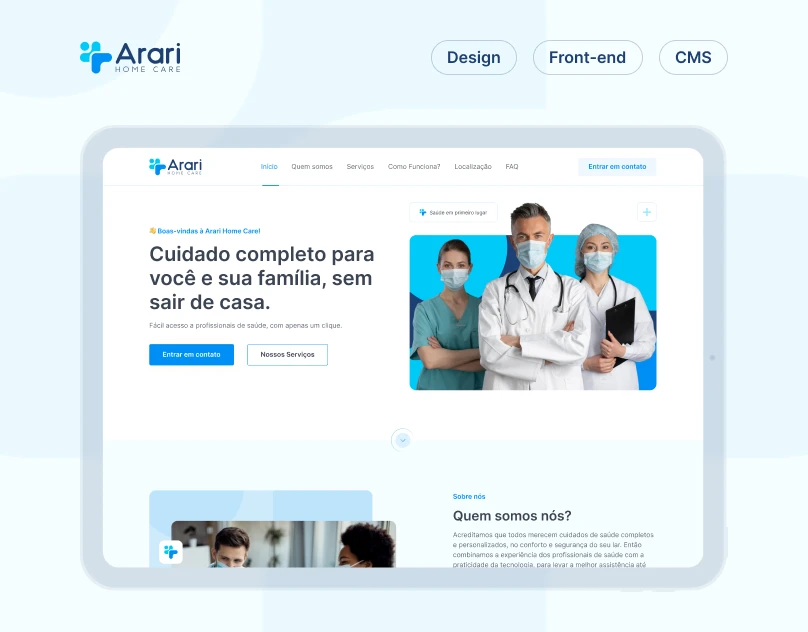 Arari
HOME CARE
Design
Front-end
CMS
Arari
HOME CARE
Início
Quem somos
Serviços
Como Funciona?
Localização
FAQ
Entrar em contato
👋 Boas-vindas à Arari Home Care!
Cuidado completo para
você e sua família, sem
sair de casa.
Fácil acesso a profissionais de saúde, com apenas um clique.
Entrar em contato
Nossos Serviços
Saúde em primeiro lugar
Sobre nós
Quem somos nós?
Acreditamos que todos merecem cuidados de saúde completos
e personalizados, no conforto e segurança do seu lar. Então
combinamos a experiência dos profissionais de saúde com a
praticidade da tecnologia, para levar a melhor assistência até